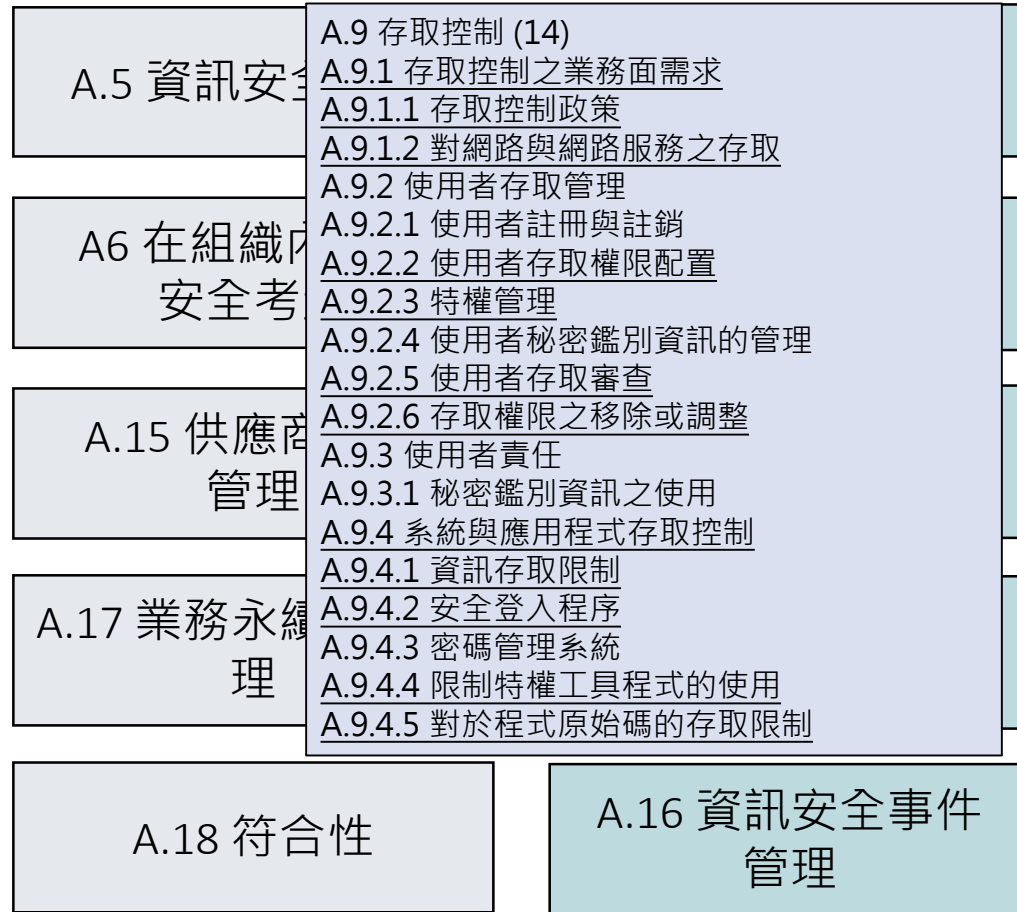 A.5 資訊安
A6 在組織
安全考
A.15 供應
管理
A.17 業務永
理
A.18 符合性
A.9 存取控制 (14)
A.9.1 存取控制之業務面需求
A.9.1.1 存取控制政策
A.9.1.2 對網路與網路服務之存取
A.9.2 使用者存取管理
A.9.2.1 使用者註冊與註銷
A.9.2.2 使用者存取權限配置
A.9.2.3 特權管理
A.9.2.4 使用者秘密鑑別資訊的管理
A.9.2.5 使用者存取審查
A.9.2.6 存取權限之移除或調整
A.9.3 使用者責任
A.9.3.1 秘密鑑別資訊之使用
A.9.4 系統與應用程式存取控制
A.9.4.1 資訊存取限制
A.9.4.2 安全登入程序
A.9.4.3 密碼管理系統
A.9.4.4 限制特權工具程式的使用
A.9.4.5 對於程式原始碼的存取限制
A.16 資訊安全事件
管理